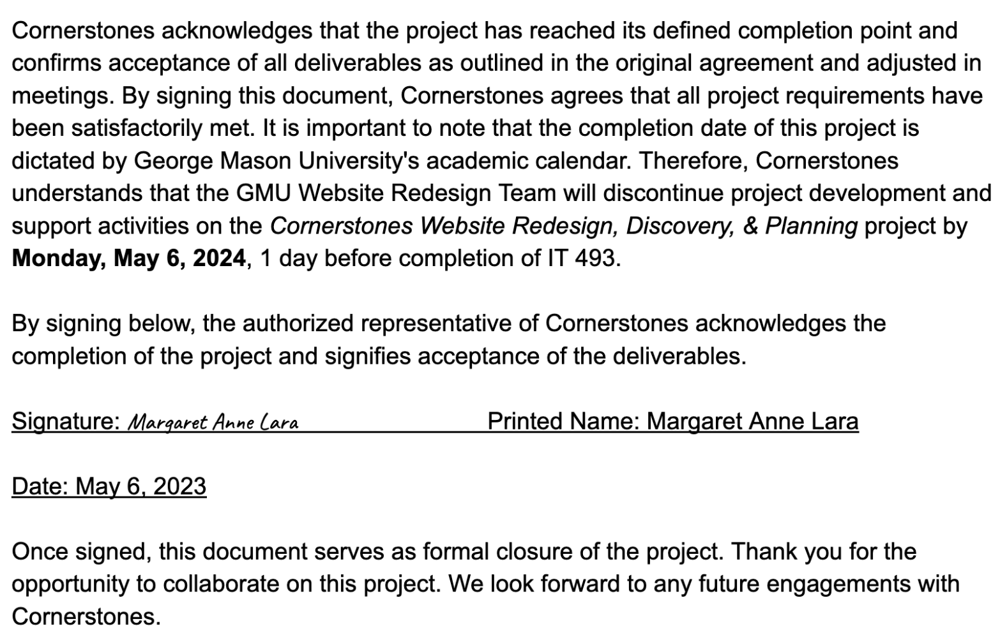 Cornerstones acknowledges that the project has reached its defined completion point and
confirms acceptance of all deliverables as outlined in the original agreement and adjusted in
meetings. By signing this document, Cornerstones agrees that all project requirements have
been satisfactorily met. It is important to note that the completion date of this project is
dictated by George Mason University's academic calendar. Therefore, Cornerstones
understands that the GMU Website Redesign Team will discontinue project development and
support activities on the Cornerstones Website Redesign, Discovery, & Planning project by
Monday, May 6, 2024, 1 day before completion of IT 493.
By signing below, the authorized representative of Cornerstones acknowledges the
completion of the project and signifies acceptance of the deliverables.
Signature: Margaret Anne Lara Printed Name: Margaret Anne Lara
Date: May 6, 2023
Once signed, this document serves as formal closure of the project. Thank you for the
opportunity to collaborate on this project. We look forward to any future engagements with
Cornerstones.